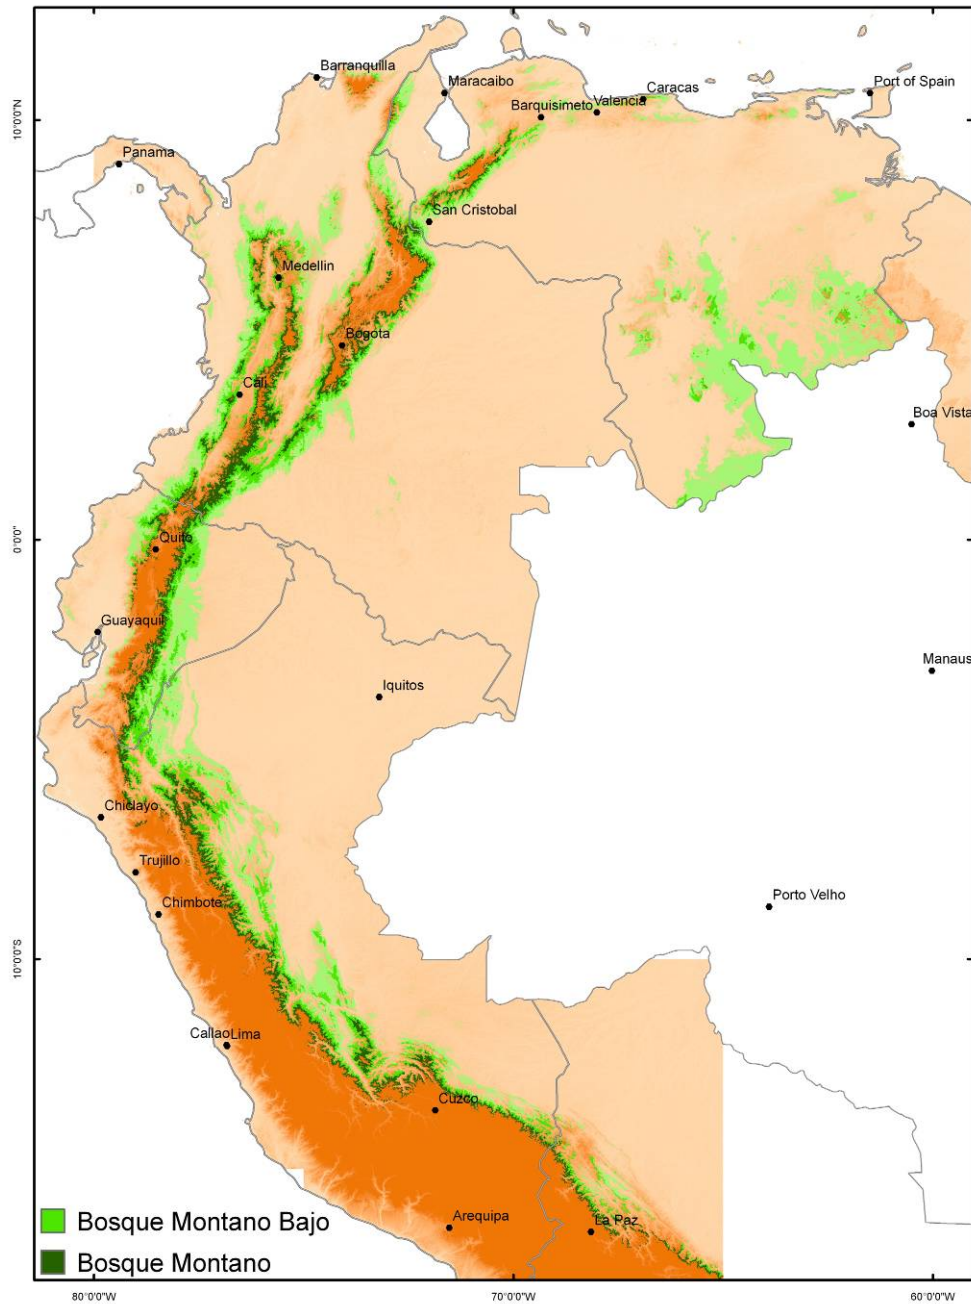 Barranquilla
Maracaibo
Caracas
Port of Spain
Barquisimeto
Valencia
10°0'0"N
Panama
San Cristobal
Medellin
Bogota
Cali
Boa Vista
0°0'0"
Quito
Guayaquil
Manaus
Iquitos
Chiclayo
Trujillo
Porto Velho
Chimbote
10°0'0"S
Callao
Lima
Cuzco
Bosque Montano Bajo
Arequipa
La Paz
Bosque Montano
80°0'0"W
70°0'0"W
60°0'0"W